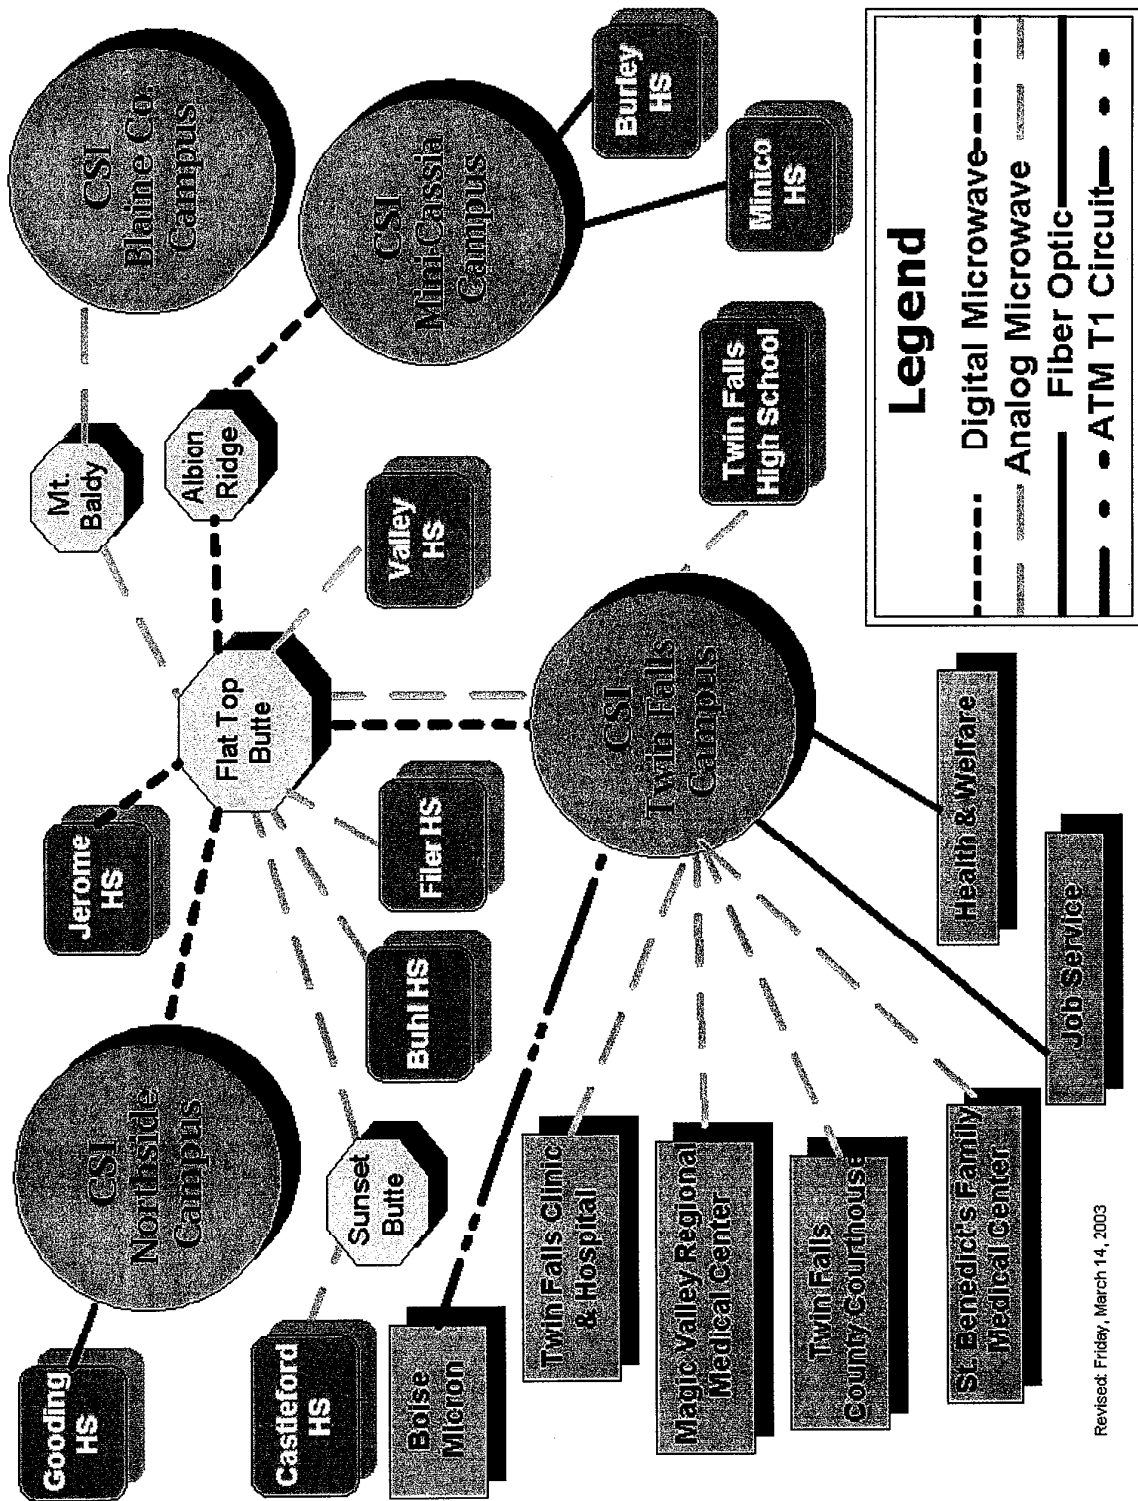 Gooding
HS
CSI
Northside
Campus
Jerome
HS
Mt.
Baldy
CSI
Blaine Co.
Campus
Castleford
HS
Sunset
Butte
Buhl HS
Filer HS
Flat Top
Butte
Valley
HS
Albion
Ridge
CSI
Mini-Cassia
Campus
Burley
HS
Minico
HS
Boise
Micron
Twin Falls Clinic
& Hospital
Magic Valley Regional
Medical Center
Twin Falls
County Courthouse
St. Benedict's Family
Medical Center
CSI
Twin Falls
Campus
Twin Falls
High School
Health & Welfare
Job Service
Legend
Digital Microwave
Analog Microwave
Fiber Optic
ATM T1 Circuit
Revised: Friday, March 14, 2003